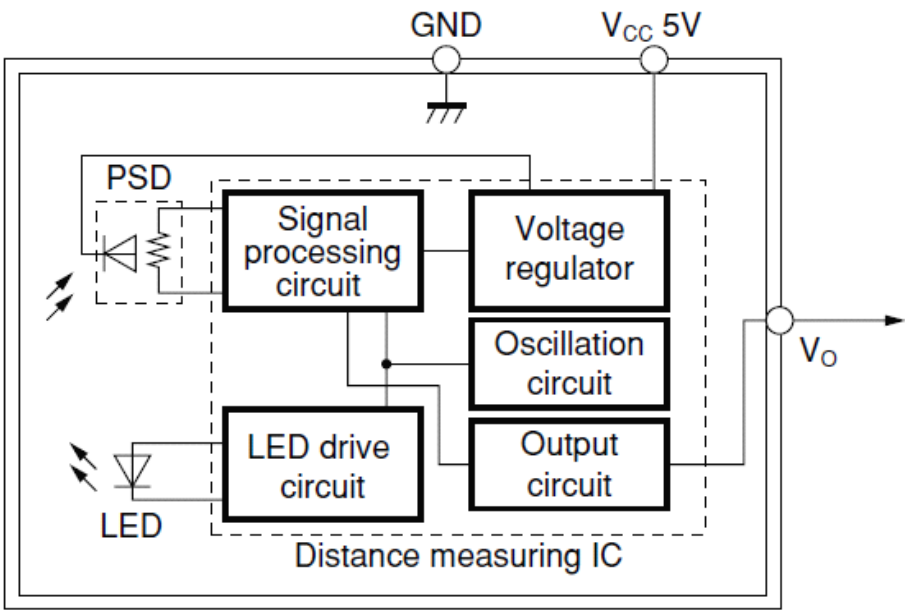 GND
VCC 5V
PSD
Signal
processing
circuit
Voltage
regulator
Oscillation
circuit
VO
LED drive
circuit
Output
circuit
LED
Distance measuring IC